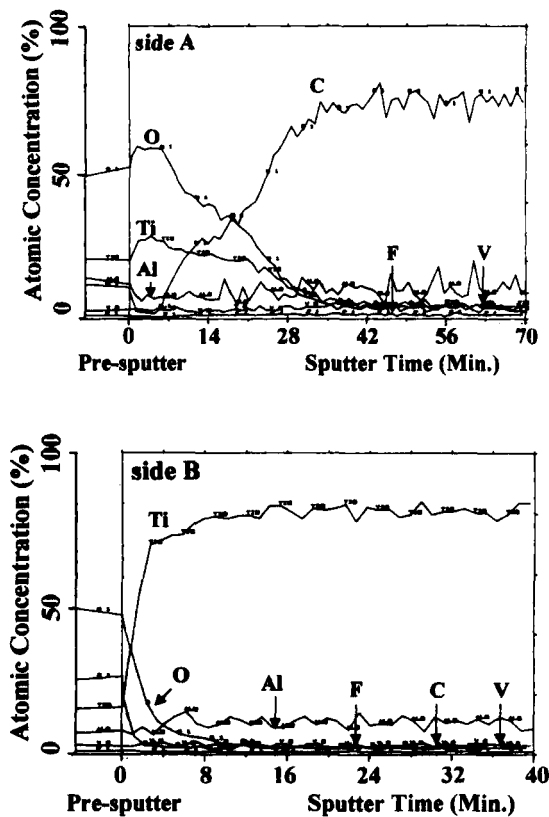 100
side A
C
O
50
Ti
Al
F
V
0
Atomic Concentration (%)
0 14 28 42 56 70
Pre-sputter Sputter Time (Min.)
100
side B
Ti
50
O
Al
F
C
V
0
Atomic Concentration (%)
0 8 16 24 32 40
Pre-sputter Sputter Time (Min.)